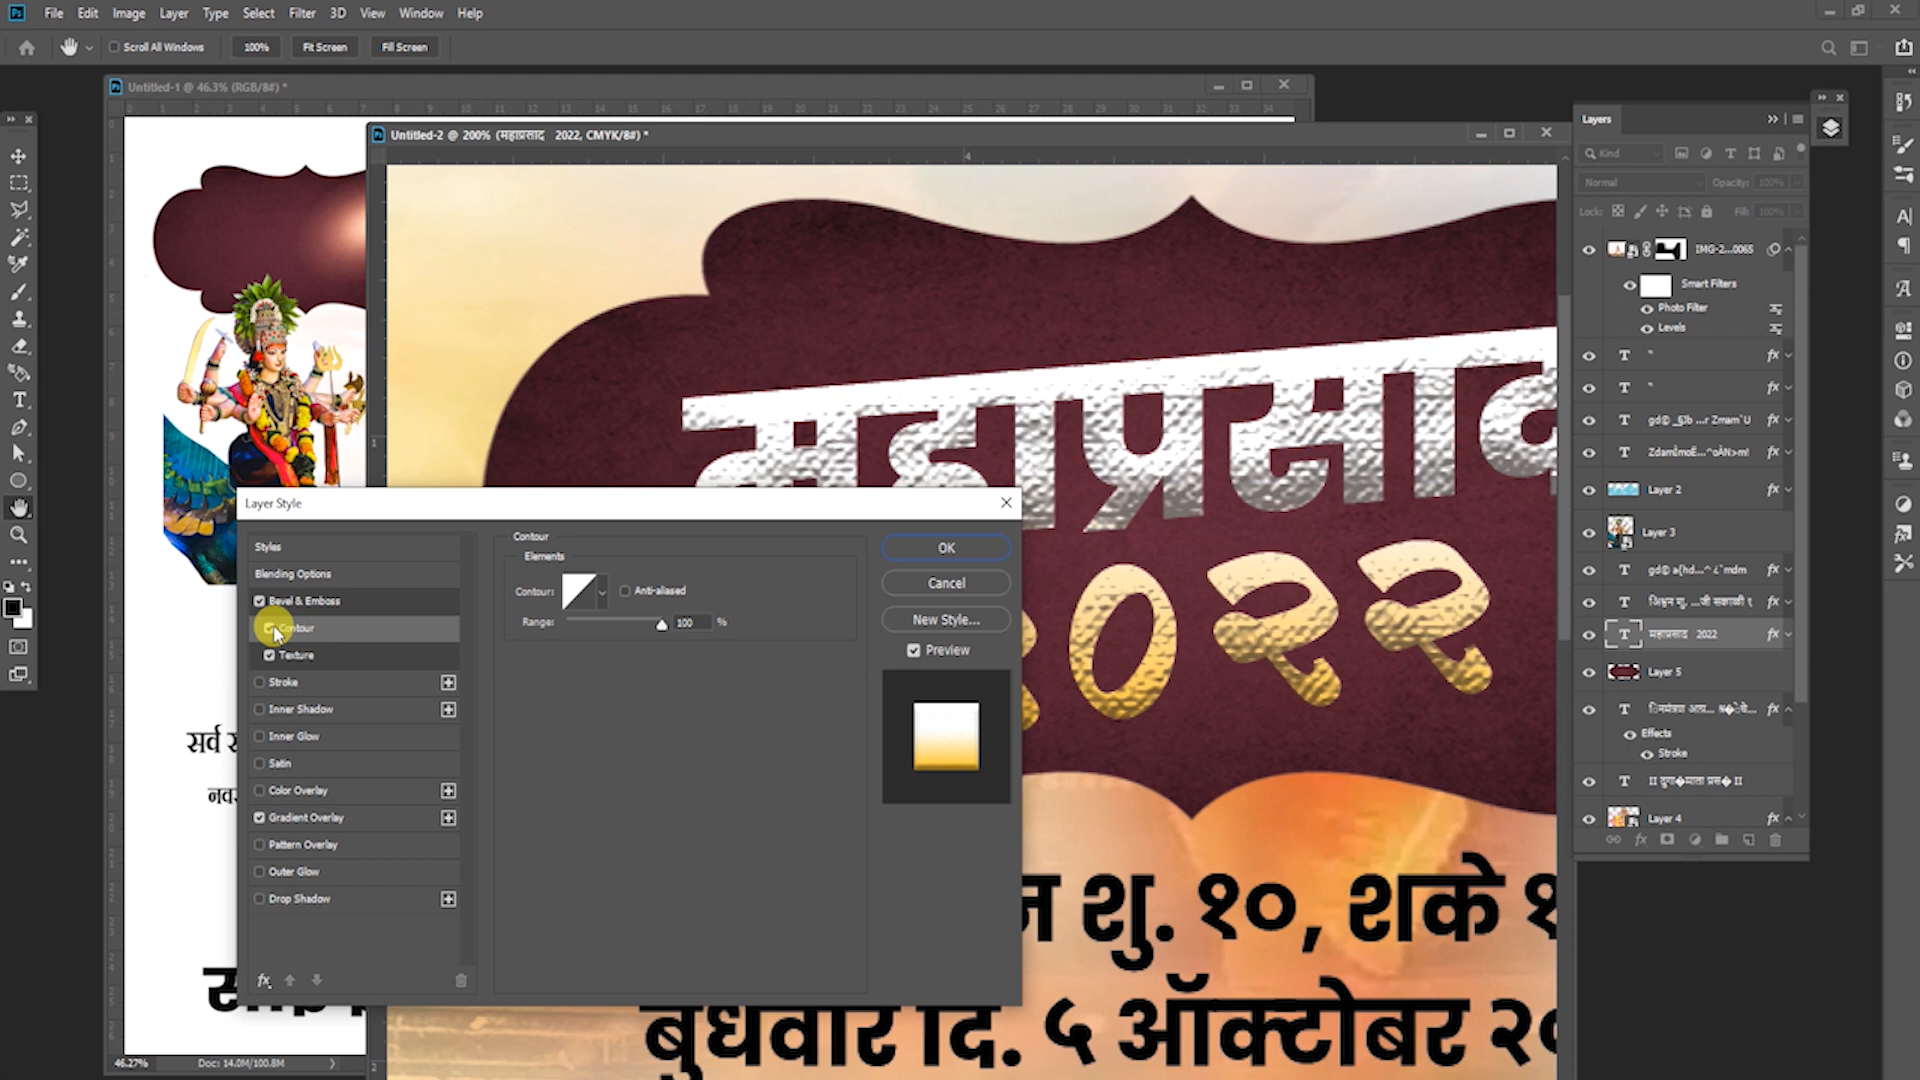 File Edit Image Layer Type Select Filter 3D View Window Help
Scroll All Windows 100% Fit Screen Fill Screen
Untitled-1 @ 46.3% (RGB/8#) *
Untitled-2 @ 200% (महाप्रसाद 2022, CMYK/8#) *
महाप्रसाद
२०२२
शु. १०, शके १
बुधवार दि. ५ ऑक्टोबर २०
सर्व
46.27% Doc: 14.0M/100.8M
Layer Style
Styles
Blending Options
Bevel & Emboss
Contour
Texture
Stroke
Inner Shadow
Inner Glow
Satin
Color Overlay
Gradient Overlay
Pattern Overlay
Outer Glow
Drop Shadow
fx
Contour
Elements
Contour: Anti-aliased
Range: 100 %
OK
Cancel
New Style...
Preview
Layers
Kind
Normal Opacity: 100%
Lock: Fill: 100%
IMG-2...0065
Smart Filters
Photo Filter
Levels
Layer 2
Layer 3
महाप्रसाद 2022
Layer 5
Effects
Stroke
Layer 4